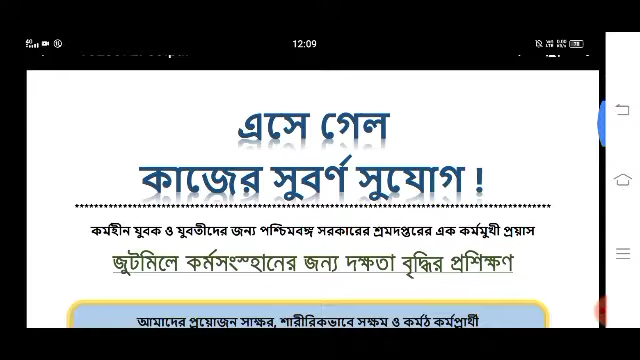 12:09
এসে গেল
কাজের সুবর্ণ সুযোগ !
কর্মহীন যুবক ও যুবতীদের জন্য পশ্চিমবঙ্গ সরকারের শ্রমদপ্তরের এক কর্মমুখী প্রয়াস
জুটমিলে কর্মসংস্হানের জন্য দক্ষতা বৃদ্ধির প্রশিক্ষণ
আমাদের প্রয়োজন সাক্ষর, শারীরিকভাবে সক্ষম ও কর্মঠ কর্মপ্রার্থী